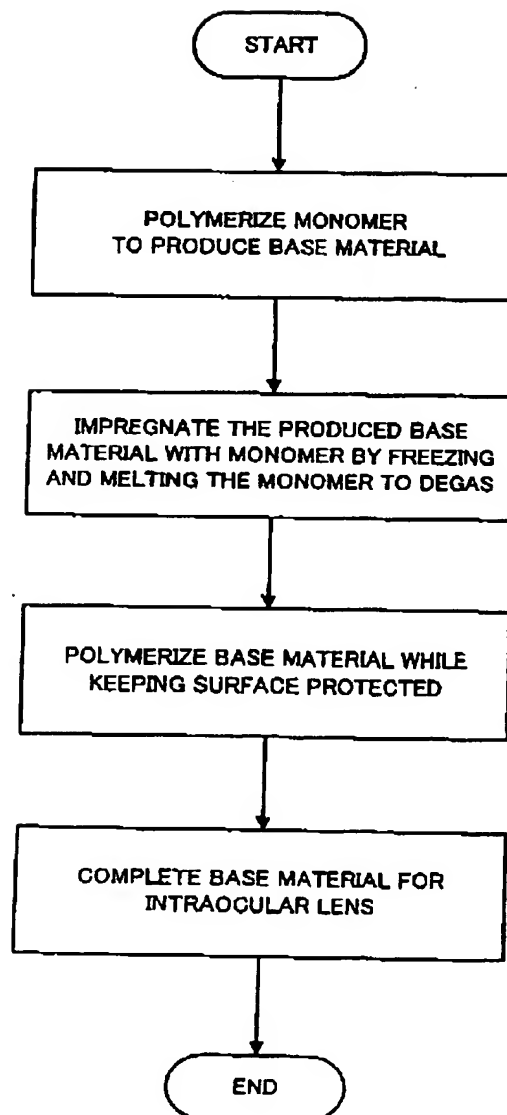 START
POLYMERIZE MONOMER
TO PRODUCE BASE MATERIAL
IMPREGNATE THE PRODUCED BASE
MATERIAL WITH MONOMER BY FREEZING
AND MELTING THE MONOMER TO DEGAS
POLYMERIZE BASE MATERIAL WHILE
KEEPING SURFACE PROTECTED
COMPLETE BASE MATERIAL FOR
INTRAOCULAR LENS
END